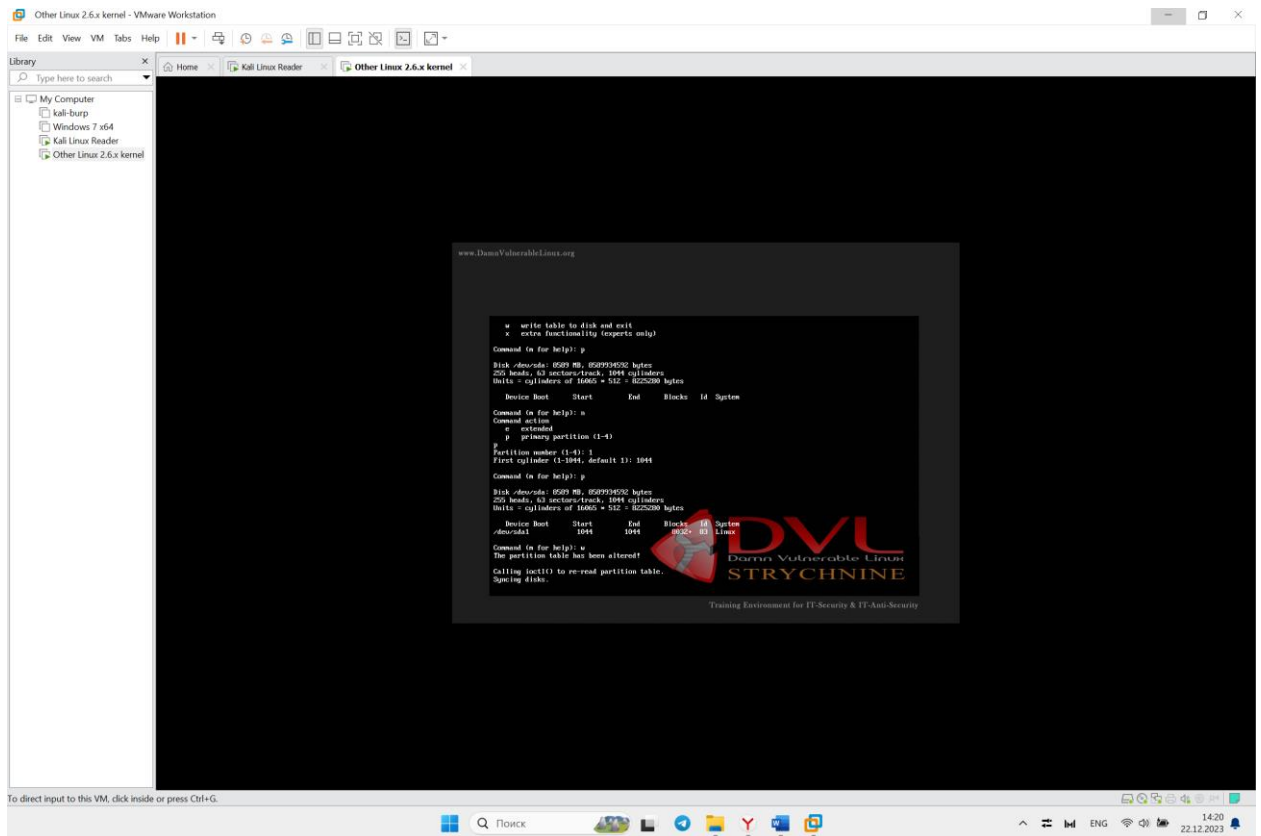 Other Linux 2.6.x kernel - VMware Workstation
File Edit View VM Tabs Help
Library
Home
Kali Linux Reader
Other Linux 2.6.x kernel
Type here to search
My Computer
kali-burp
Windows 7 x64
Kali Linux Reader
Other Linux 2.6.x kernel
www.DamnVulnerableLinux.org
w write table to disk and exit
x extra functionality (experts only)
Command (m for help): p
Disk /dev/sda: 8589 MB, 8589934592 bytes
255 heads, 63 sectors/track, 1044 cylinders
Units = cylinders of 16065 * 512 = 8225280 bytes
Device Boot Start End Blocks Id System
Command (m for help): n
Command action
e extended
p primary partition (1-4)
p
Partition number (1-4): 1
First cylinder (1-1044, default 1): 1044
Command (m for help): p
Disk /dev/sda: 8589 MB, 8589934592 bytes
255 heads, 63 sectors/track, 1044 cylinders
Units = cylinders of 16065 * 512 = 8225280 bytes
Device Boot Start End Blocks Id System
/dev/sda1 1044 1044 8032+ 83 Linux
Command (m for help): w
The partition table has been altered!
Calling ioctl() to re-read partition table.
Syncing disks.
DVL
Damn Vulnerable Linux
STRYCHNINE
Training Environment for IT-Security & IT-Anti-Security
To direct input to this VM, click inside or press Ctrl+G.
Поиск
ENG
14:20
22.12.2023